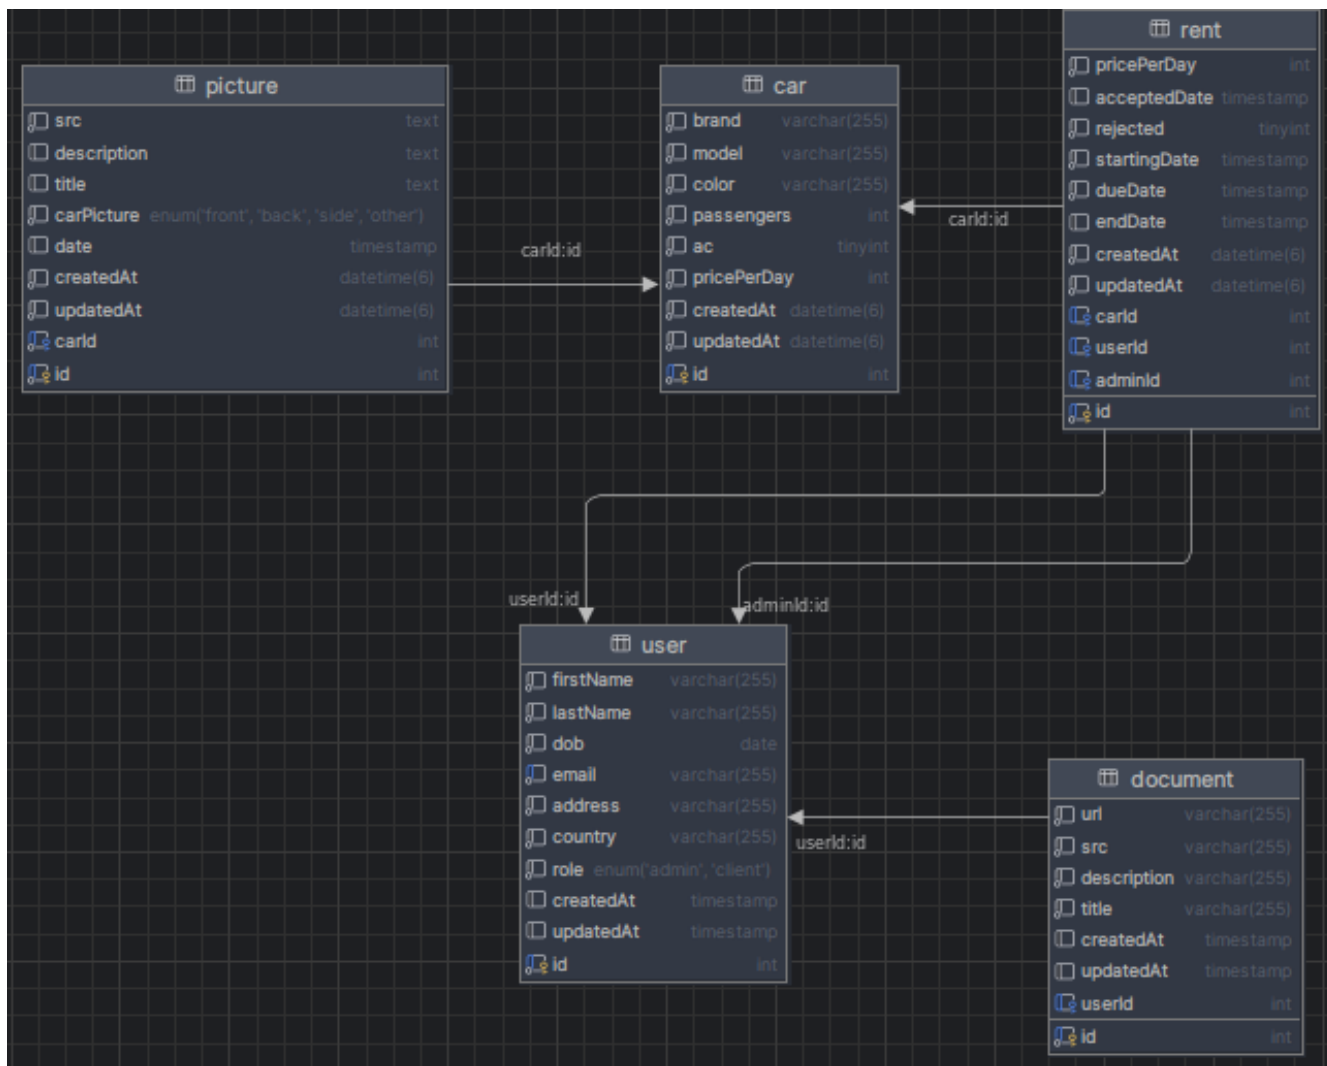 picture
src text
description text
title text
carPicture enum('front', 'back', 'side', 'other')
date timestamp
createdAt datetime(6)
updatedAt datetime(6)
carId int
id int
carId:id
car
brand varchar(255)
model varchar(255)
color varchar(255)
passengers int
ac tinyint
pricePerDay int
createdAt datetime(6)
updatedAt datetime(6)
id int
carId:id
rent
pricePerDay int
acceptedDate timestamp
rejected tinyint
startingDate timestamp
dueDate timestamp
endDate timestamp
createdAt datetime(6)
updatedAt datetime(6)
carId int
userId int
adminId int
id int
userId:id
adminId:id
user
firstName varchar(255)
lastName varchar(255)
dob date
email varchar(255)
address varchar(255)
country varchar(255)
role enum('admin', 'client')
createdAt timestamp
updatedAt timestamp
id int
userId:id
document
url varchar(255)
src varchar(255)
description varchar(255)
title varchar(255)
createdAt timestamp
updatedAt timestamp
userId int
id int